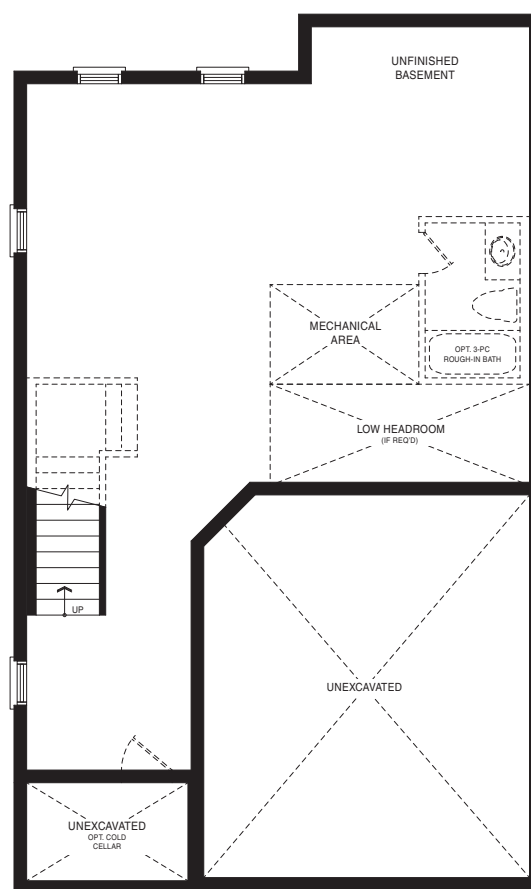 UNFINISHED
BASEMENT
MECHANICAL
AREA
OPT. 3-PC
ROUGH-IN BATH
LOW HEADROOM
(IF REQ'D)
UP
UNEXCAVATED
UNEXCAVATED
OPT. COLD
CELLAR